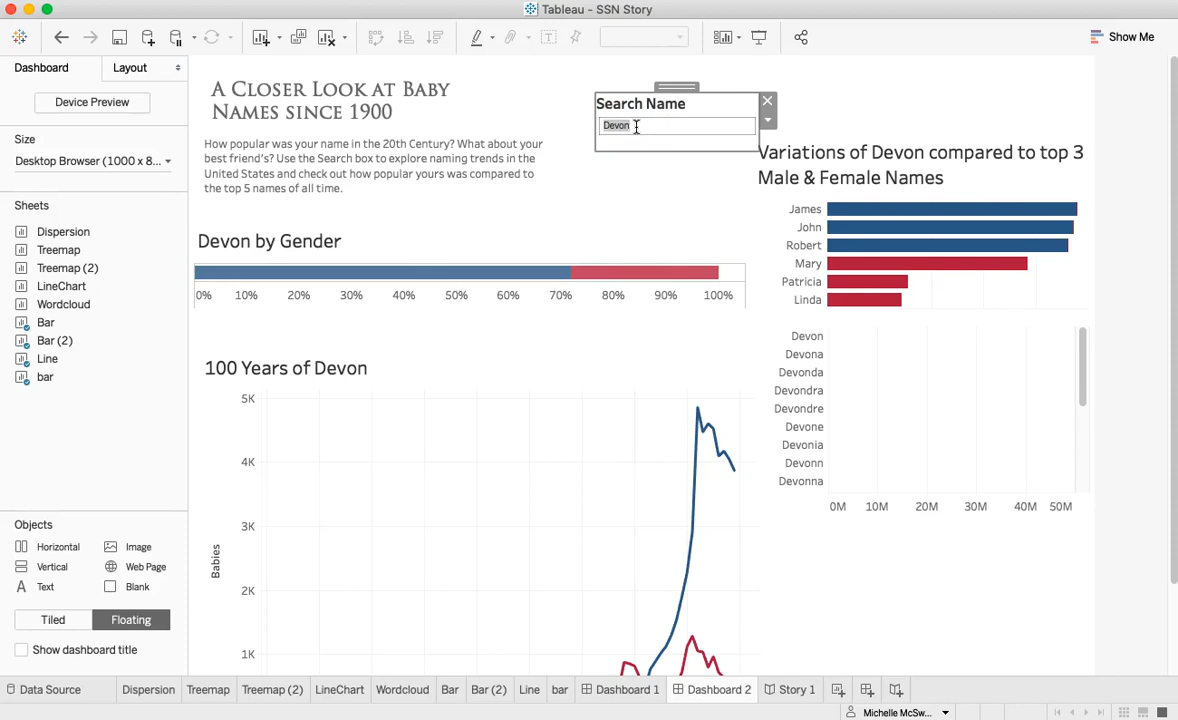 Tableau - SSN Story
Show Me
Dashboard
Layout
Device Preview
Size
Desktop Browser (1000 x 8...
Sheets
Dispersion
Treemap
Treemap (2)
LineChart
Wordcloud
Bar
Bar (2)
Line
bar
Objects
Horizontal
Image
Vertical
Web Page
Text
Blank
Tiled
Floating
Show dashboard title
A Closer Look at Baby
Names since 1900
How popular was your name in the 20th Century? What about your
best friend's? Use the Search box to explore naming trends in the
United States and check out how popular yours was compared to
the top 5 names of all time.
Search Name
Devon
Devon by Gender
0% 10% 20% 30% 40% 50% 60% 70% 80% 90% 100%
100 Years of Devon
5K
4K
3K
2K
1K
Babies
Variations of Devon compared to top 3
Male & Female Names
James
John
Robert
Mary
Patricia
Linda
Devon
Devona
Devonda
Devondra
Devondre
Devone
Devonia
Devonn
Devonna
0M 10M 20M 30M 40M 50M
Data Source
Dispersion
Treemap
Treemap (2)
LineChart
Wordcloud
Bar
Bar (2)
Line
bar
Dashboard 1
Dashboard 2
Story 1
Michelle McSw...